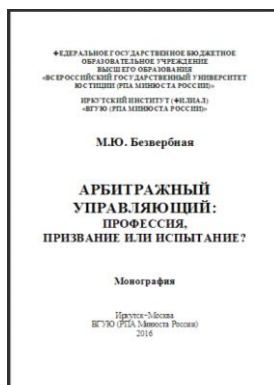 ФЕДЕРАЛЬНОЕ ГОСУДАРСТВЕННОЕ БЮДЖЕТНОЕ
ОБРАЗОВАТЕЛЬНОЕ УЧРЕЖДЕНИЕ
ВЫСШЕГО ОБРАЗОВАНИЯ
«ВСЕРОССИЙСКИЙ ГОСУДАРСТВЕННЫЙ УНИВЕРСИТЕТ
ЮСТИЦИИ (РПА МИНЮСТА РОССИИ)»
ИРКУТСКИЙ ИНСТИТУТ (ФИЛИАЛ)
«ВГУЮ (РПА МИНЮСТА РОССИИ)»
М.Ю. Безвербная
АРБИТРАЖНЫЙ
УПРАВЛЯЮЩИЙ:
ПРОФЕССИЯ,
ПРИЗВАНИЕ ИЛИ ИСПЫТАНИЕ?
Монография
Иркутск–Москва
ВГУЮ (РПА Минюста России)
2016